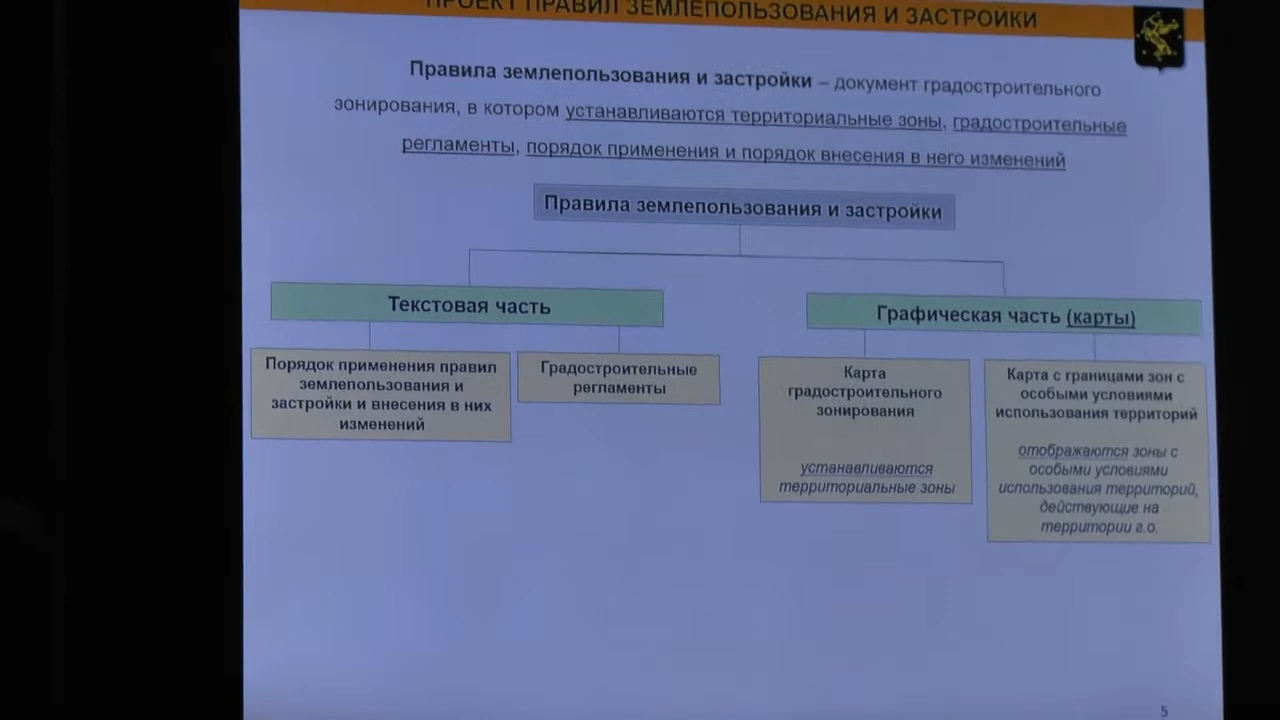 ПРОЕКТ ПРАВИЛ ЗЕМЛЕПОЛЬЗОВАНИЯ И ЗАСТРОЙКИ
Правила землепользования и застройки – документ градостроительного
зонирования, в котором устанавливаются территориальные зоны, градостроительные
регламенты, порядок применения и порядок внесения в него изменений
Правила землепользования и застройки
Текстовая часть
Порядок применения правил
землепользования и
застройки и внесения в них
изменений
Градостроительные
регламенты
Графическая часть (карты)
Карта
градостроительного
зонирования
устанавливаются
территориальные зоны
Карта с границами зон с
особыми условиями
использования территорий
отображаются зоны с
особыми условиями
использования территорий,
действующие на
территории г.о.
5